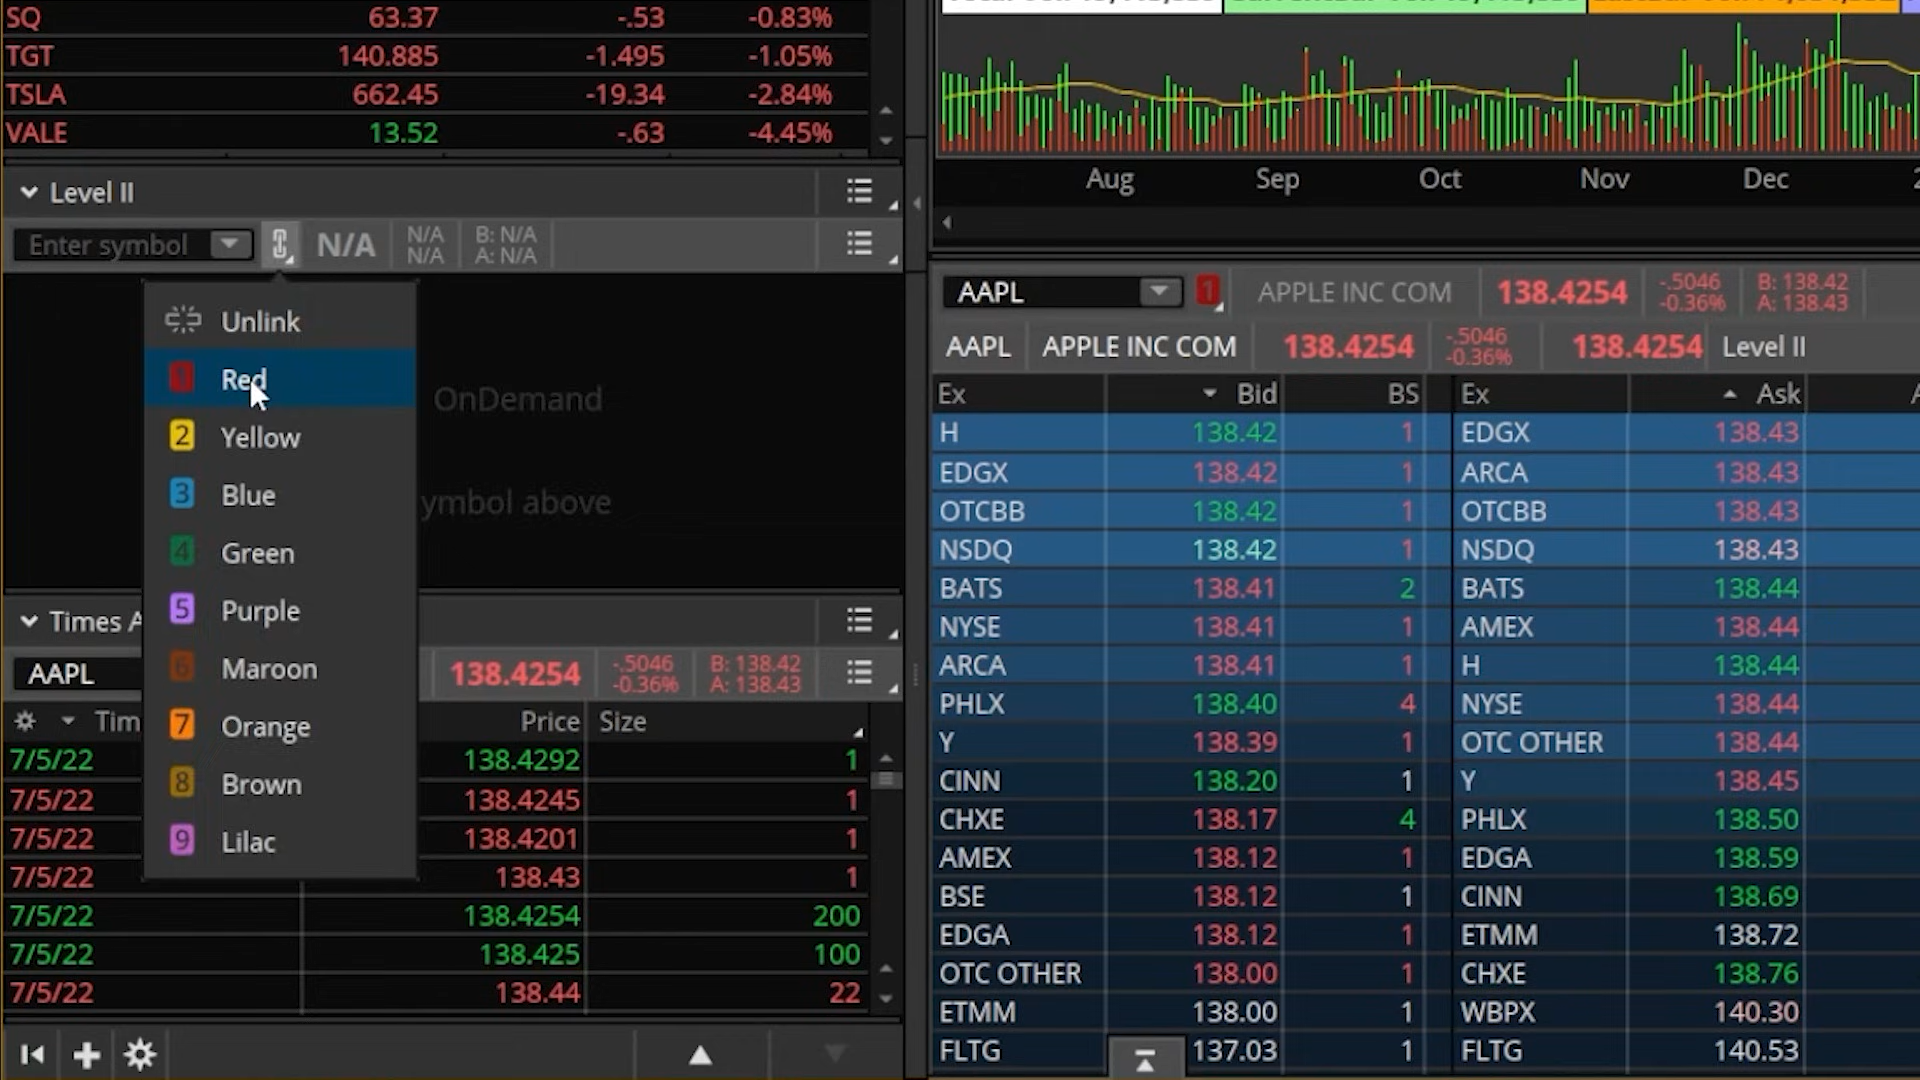 SQ 63.37 -.53 -0.83%
TGT 140.885 -1.495 -1.05%
TSLA 662.45 -19.34 -2.84%
VALE 13.52 -.63 -4.45%
Level II
Enter symbol N/A N/A N/A B: N/A A: N/A
Unlink
1 Red
2 Yellow
3 Blue
4 Green
5 Purple
6 Maroon
7 Orange
8 Brown
9 Lilac
OnDemand
ymbol above
Times A
AAPL 138.4254 -.5046 -0.36% B: 138.42 A: 138.43
Tim Price Size
7/5/22 138.4292 1
7/5/22 138.4245 1
7/5/22 138.4201 1
7/5/22 138.43 1
7/5/22 138.4254 200
7/5/22 138.425 100
7/5/22 138.44 22
Aug Sep Oct Nov Dec 2
AAPL 1 APPLE INC COM 138.4254 -.5046 -0.36% B: 138.42 A: 138.43
AAPL APPLE INC COM 138.4254 -.5046 -0.36% 138.4254 Level II
Ex Bid BS Ex Ask A
H 138.42 1 EDGX 138.43
EDGX 138.42 1 ARCA 138.43
OTCBB 138.42 1 OTCBB 138.43
NSDQ 138.42 1 NSDQ 138.43
BATS 138.41 2 BATS 138.44
NYSE 138.41 1 AMEX 138.44
ARCA 138.41 1 H 138.44
PHLX 138.40 4 NYSE 138.44
Y 138.39 1 OTC OTHER 138.44
CINN 138.20 1 Y 138.45
CHXE 138.17 4 PHLX 138.50
AMEX 138.12 1 EDGA 138.59
BSE 138.12 1 CINN 138.69
EDGA 138.12 1 ETMM 138.72
OTC OTHER 138.00 1 CHXE 138.76
ETMM 138.00 1 WBPX 140.30
FLTG 137.03 1 FLTG 140.53